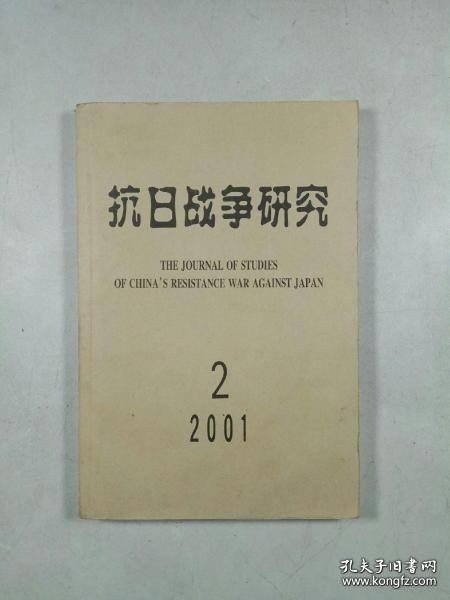 抗日战争研究
THE JOURNAL OF STUDIES
OF CHINA'S RESISTANCE WAR AGAINST JAPAN
2
2001
孔夫子旧书网
www.kongfz.com